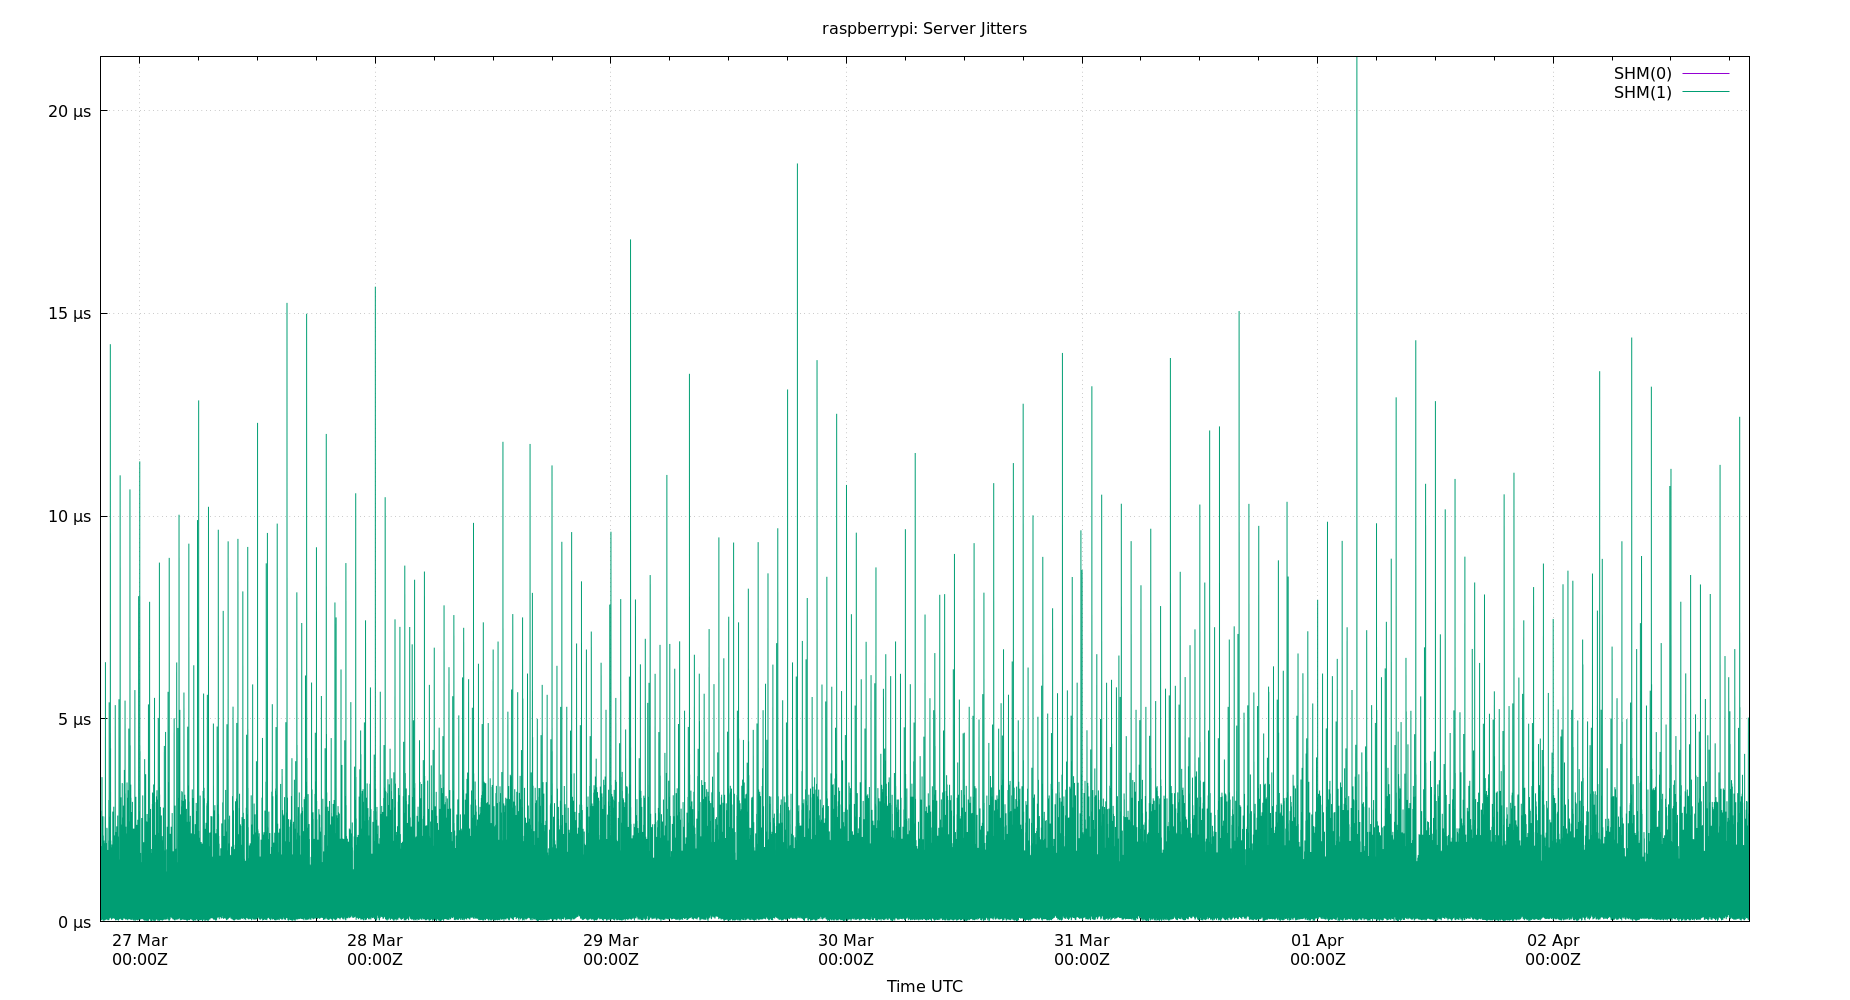 raspberrypi: Server Jitters
SHM(0)
SHM(1)
20 µs
15 µs
10 µs
5 µs
0 µs
27 Mar 28 Mar 29 Mar 30 Mar 31 Mar 01 Apr 02 Apr
00:00Z 00:00Z 00:00Z 00:00Z 00:00Z 00:00Z 00:00Z
Time UTC